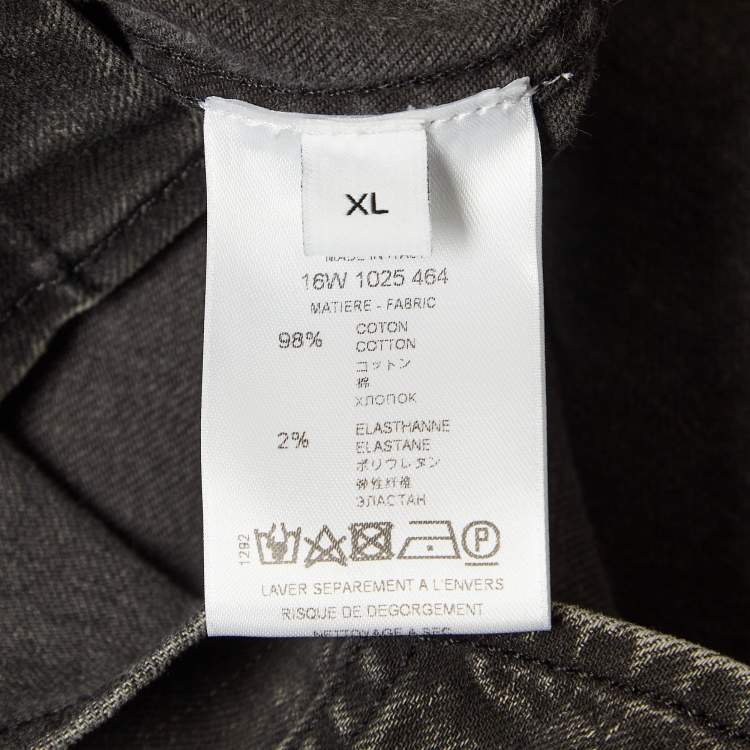 XL
MADE IN ITALY
16W 1025 464
MATIERE - FABRIC
98% COTON
COTTON
コットン
棉
ХЛОПОК
2% ELASTHANNE
ELASTANE
ポリウレタン
弹性纤维
ЭЛАСТАН
1292
P
LAVER SEPAREMENT A L'ENVERS
RISQUE DE DEGORGEMENT
NETTOYAGE A SEC